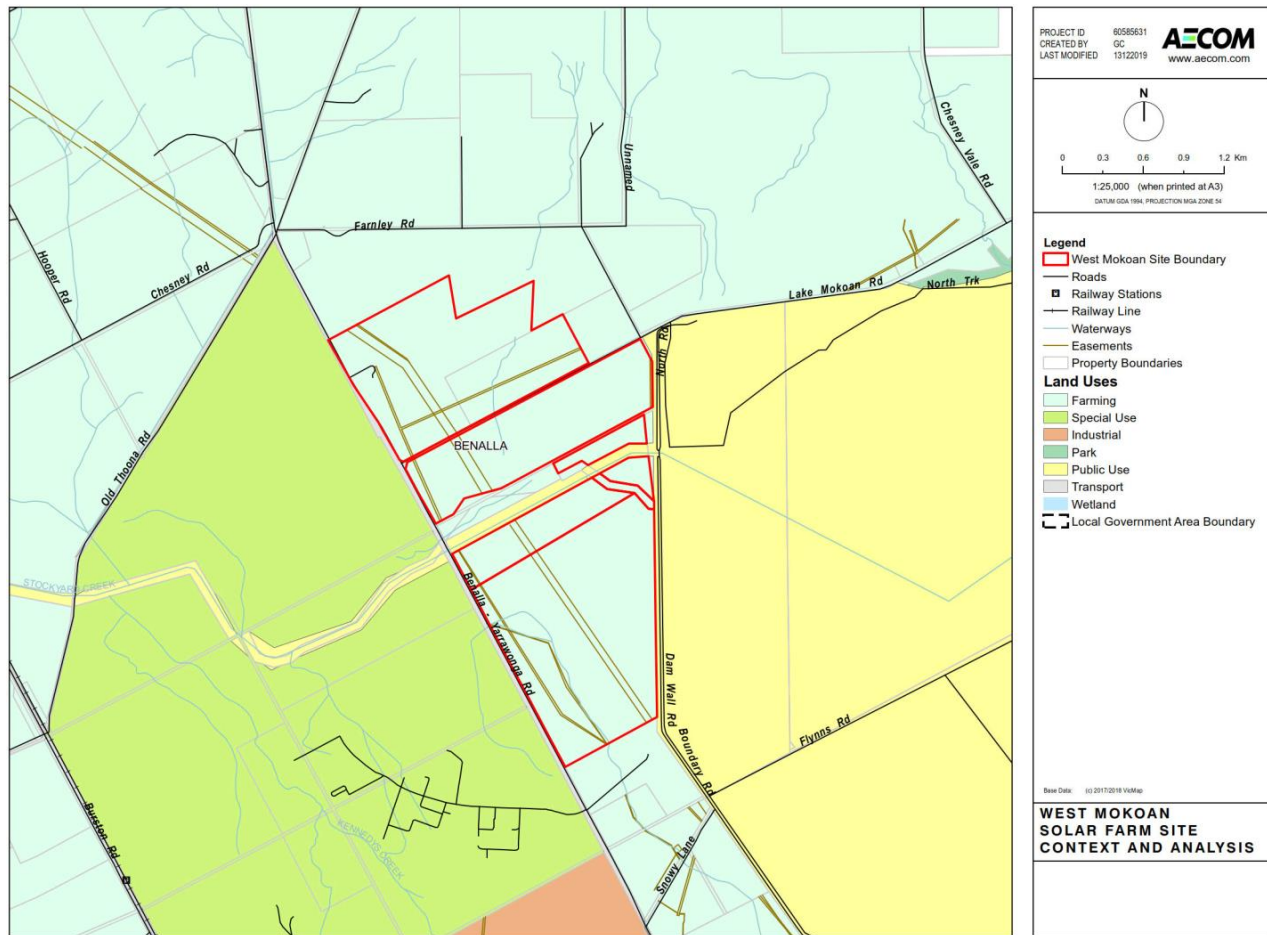 Chesney Vale Rd
Unnamed
Farnley Rd
Hooper Rd
Chesney Rd
Lake Mokoan Rd
North Trk
North Rd
BENALLA
Old Thoona Rd
STOCKYARD CREEK
Benalla - Yarrawonga Rd
Dam Wall Rd
Boundary Rd
Flynns Rd
Burston Rd
KENNEDYS CREEK
Snowy Lane
PROJECT ID 60585631
CREATED BY GC
LAST MODIFIED 13122019
AECOM
www.aecom.com
N
0 0.3 0.6 0.9 1.2 Km
1:25,000 (when printed at A3)
DATUM GDA 1994, PROJECTION MGA ZONE 54
Legend
West Mokoan Site Boundary
Roads
Railway Stations
Railway Line
Waterways
Easements
Property Boundaries
Land Uses
Farming
Special Use
Industrial
Park
Public Use
Transport
Wetland
Local Government Area Boundary
Base Data: (c) 2017/2018 VicMap
WEST MOKOAN
SOLAR FARM SITE
CONTEXT AND ANALYSIS